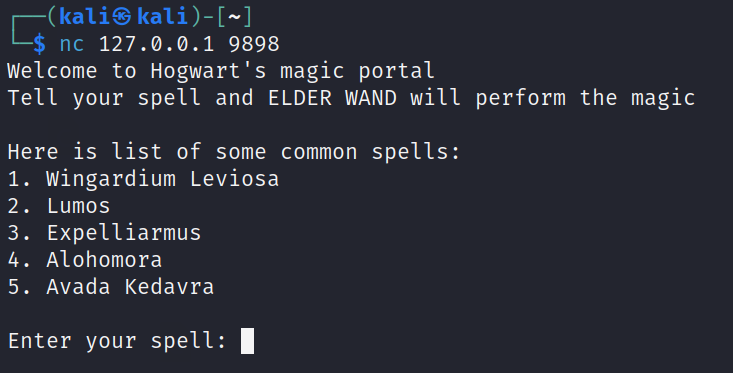 ┌──(kali㉿kali)-[~]
└─$ nc 127.0.0.1 9898
Welcome to Hogwart's magic portal
Tell your spell and ELDER WAND will perform the magic
Here is list of some common spells:
1. Wingardium Leviosa
2. Lumos
3. Expelliarmus
4. Alohomora
5. Avada Kedavra
Enter your spell: